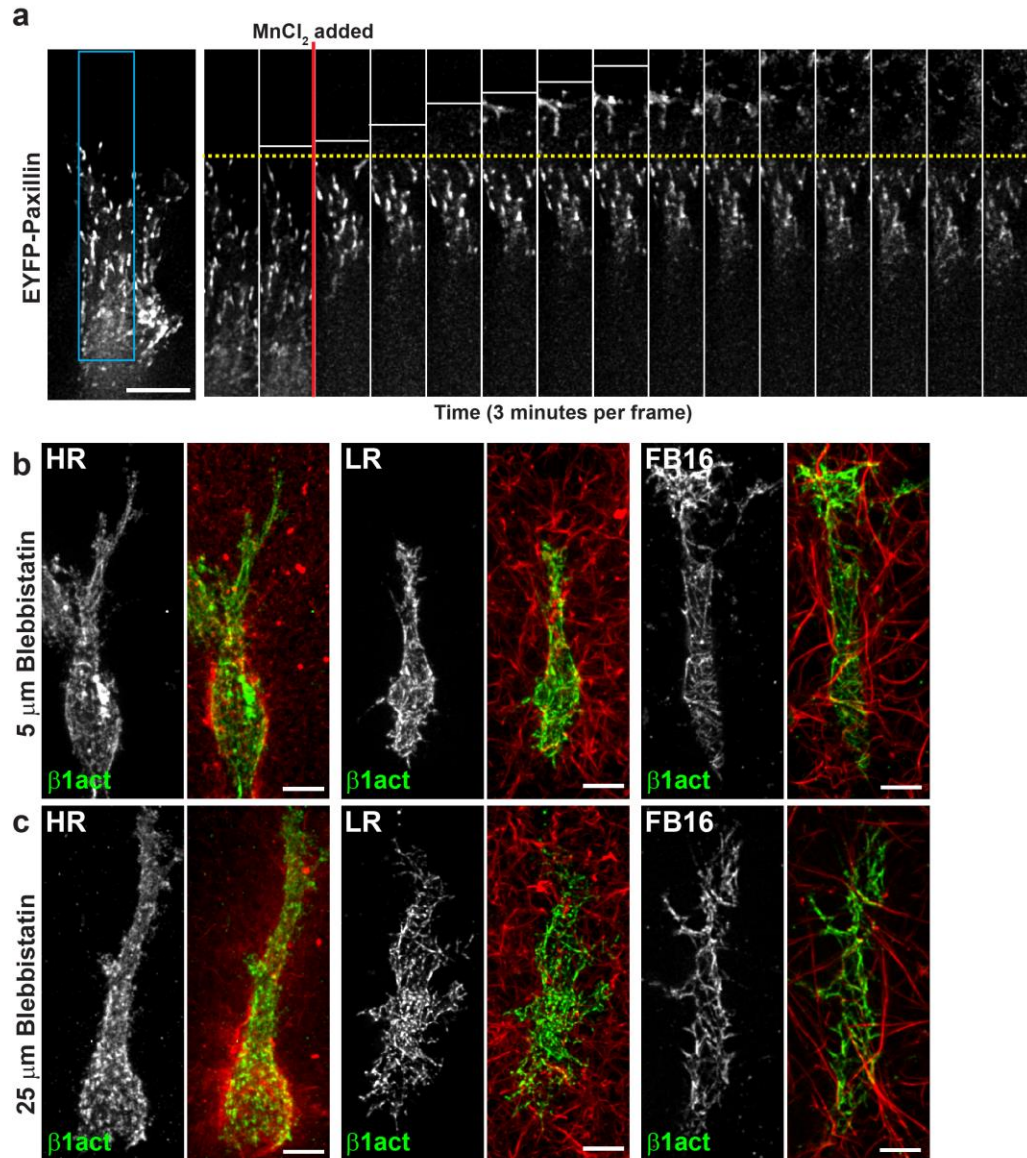 a
MnCl₂ added
EYFP-Paxillin
Time (3 minutes per frame)
b
HR
LR
FB16
5 μm Blebbistatin
β1act
β1act
β1act
c
HR
LR
FB16
25 μm Blebbistatin
β1act
β1act
β1act